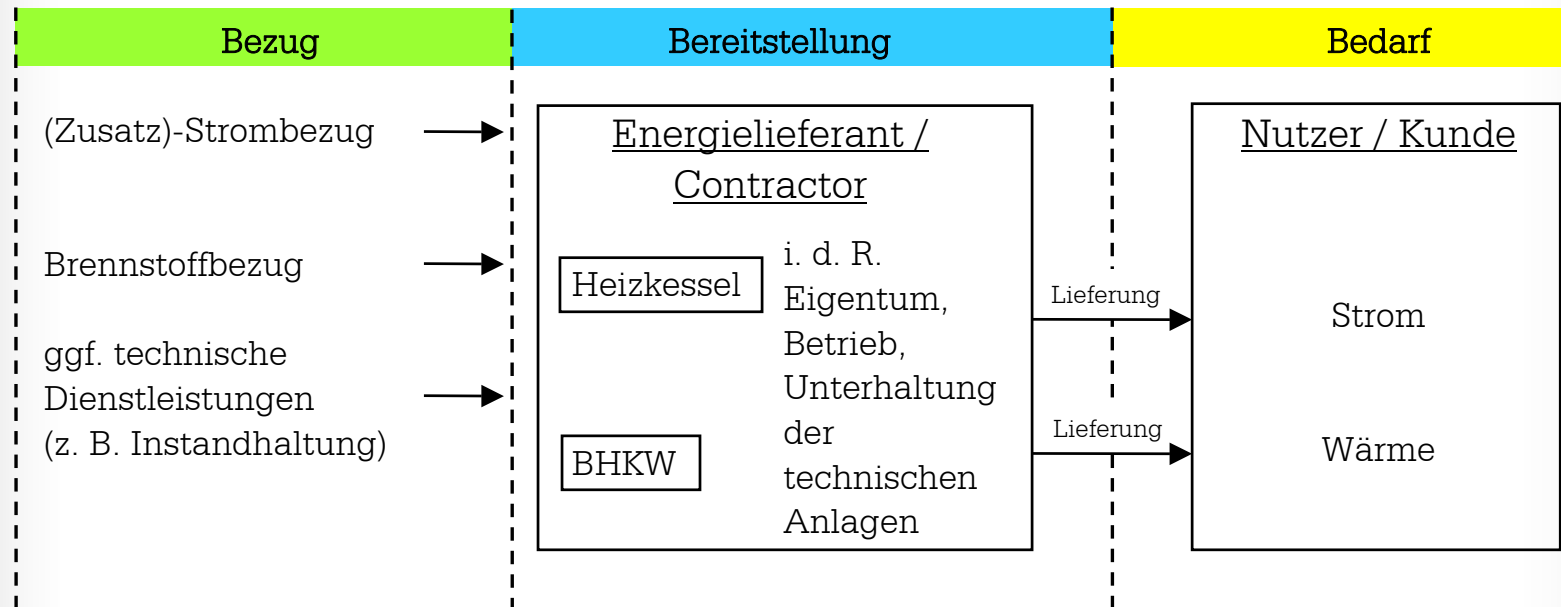 Bezug
Bereitstellung
Bedarf
(Zusatz)-Strombezug
Brennstoffbezug
ggf. technische
Dienstleistungen
(z. B. Instandhaltung)
Energielieferant /
Contractor
Heizkessel
BHKW
i. d. R.
Eigentum,
Betrieb,
Unterhaltung
der
technischen
Anlagen
Lieferung
Lieferung
Nutzer / Kunde
Strom
Wärme